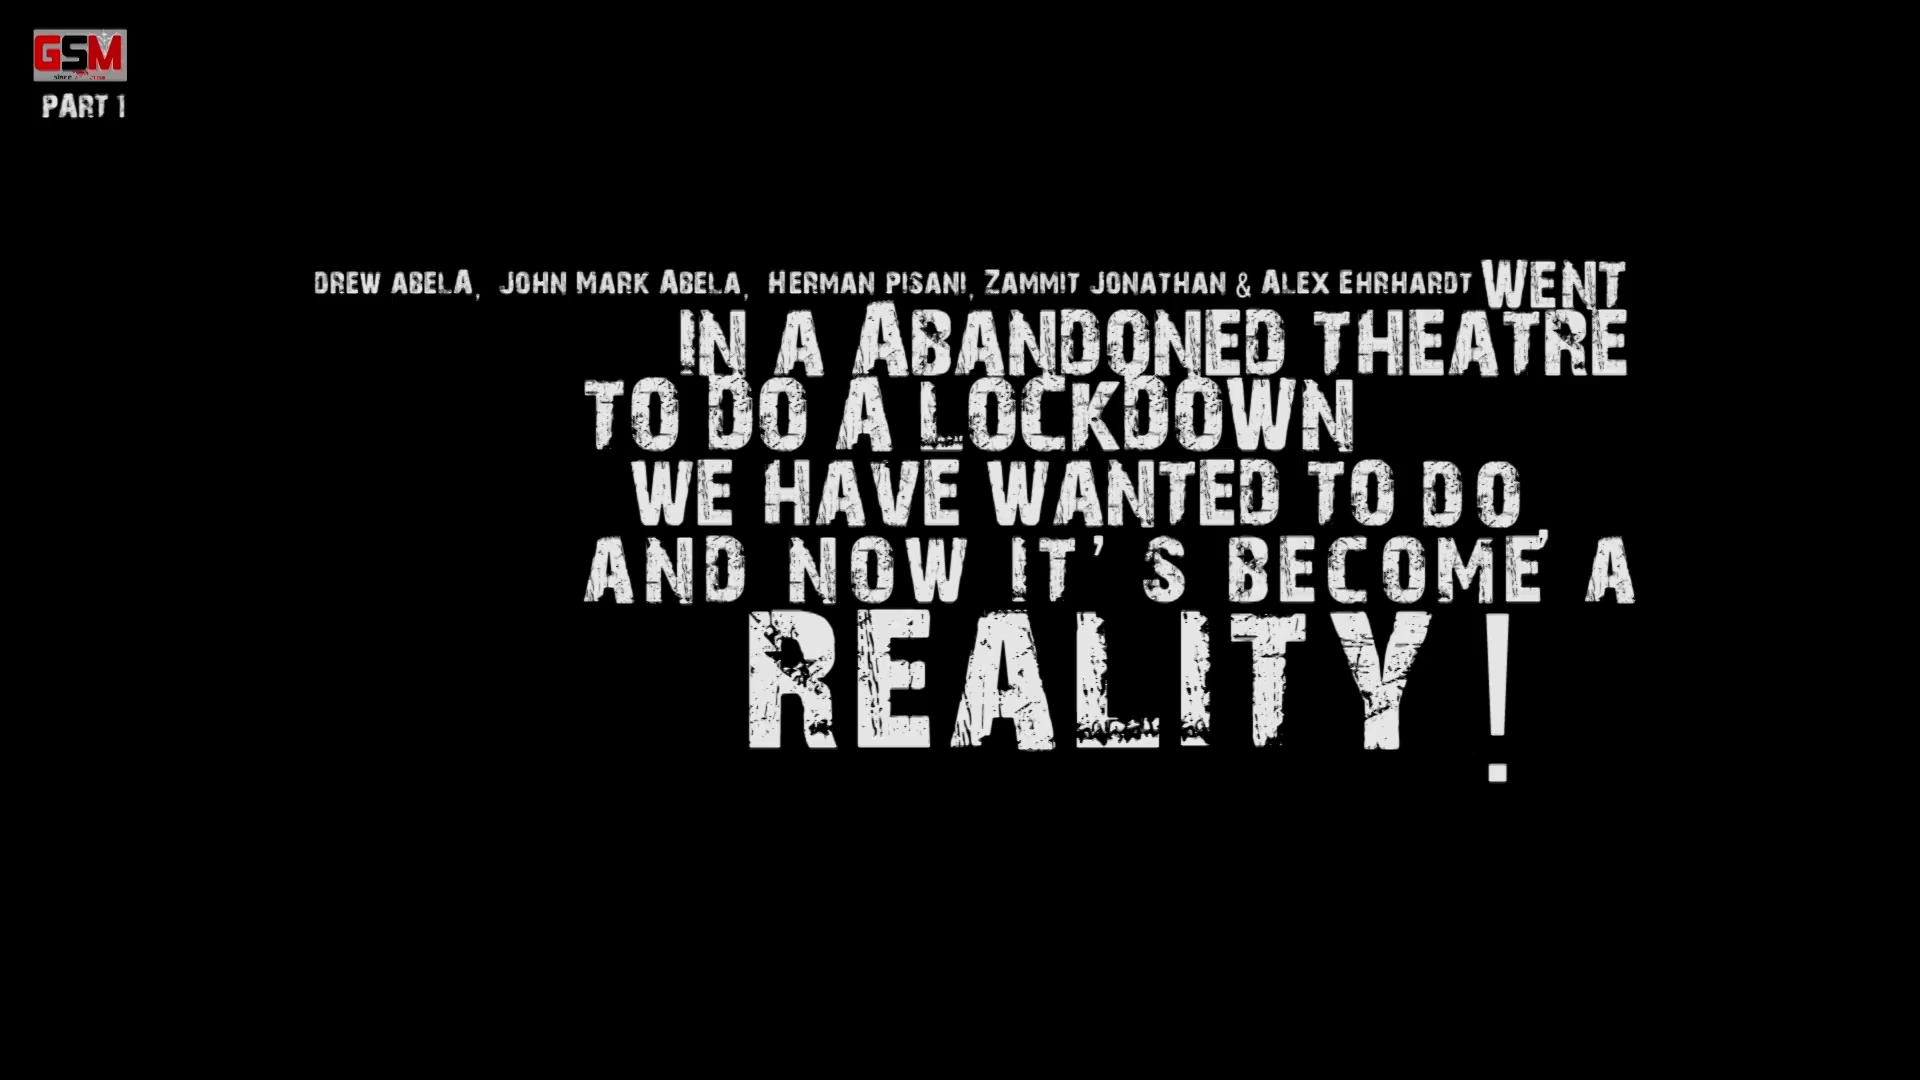 GSM
since
PART 1
DREW ABELA, JOHN MARK ABELA, HERMAN PISANI, ZAMMIT JONATHAN & ALEX EHRHARDT WENT
IN A ABANDONED THEATRE
TO DO A LOCKDOWN
WE HAVE WANTED TO DO,
AND NOW IT'S BECOME A
REALITY!